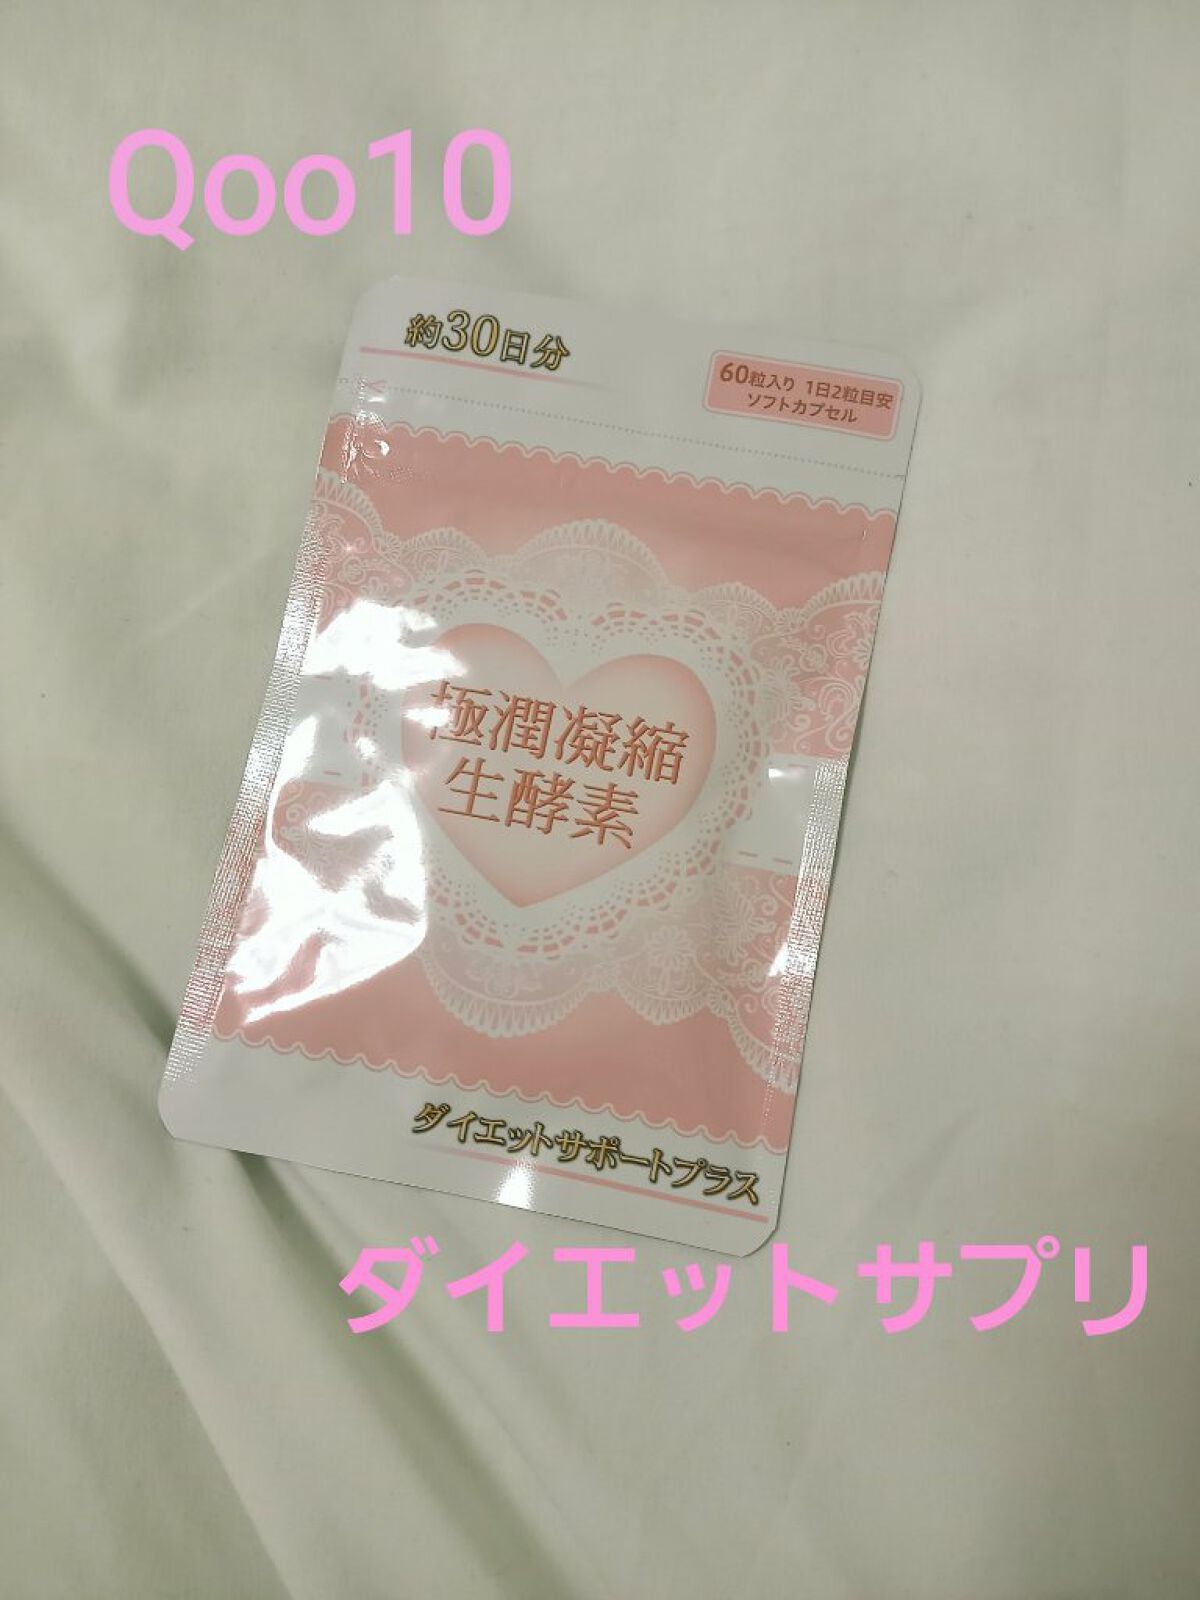 Qoo10
約30日分
60粒入り 1日2粒目安
ソフトカプセル
極潤凝縮
生酵素
ダイエットサポートプラス
ダイエットサプリ